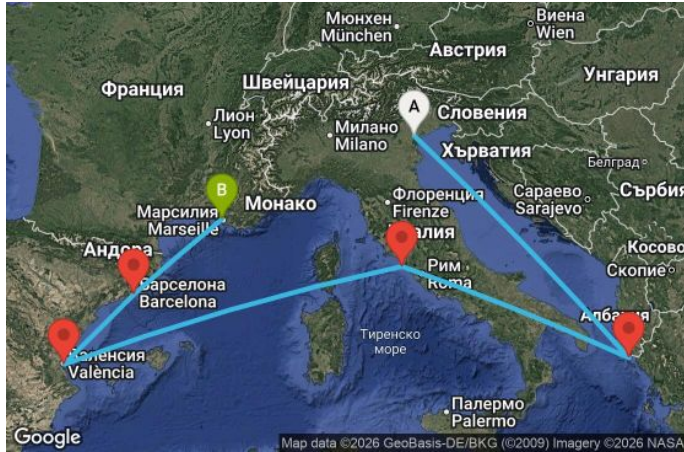 Мюнхен
München
Виена
Wien
Австрия
Унгария
Франция
Швейцария
A
Словения
Лион
Lyon
Милано
Milano
Хърватия
Белград
B
Монако
Флоренция
Firenze
Сараево
Sarajevo
Сърбия
Марсилия
Marseille
Италия
Косово
Андора
Рим
Roma
Скопие
Барселона
Barcelona
Албания
Тиренско
море
Валенсия
València
Палермо
Palermo
Google
Map data ©2026 GeoBasis-DE/BKG (©2009) Imagery ©2026 NASA